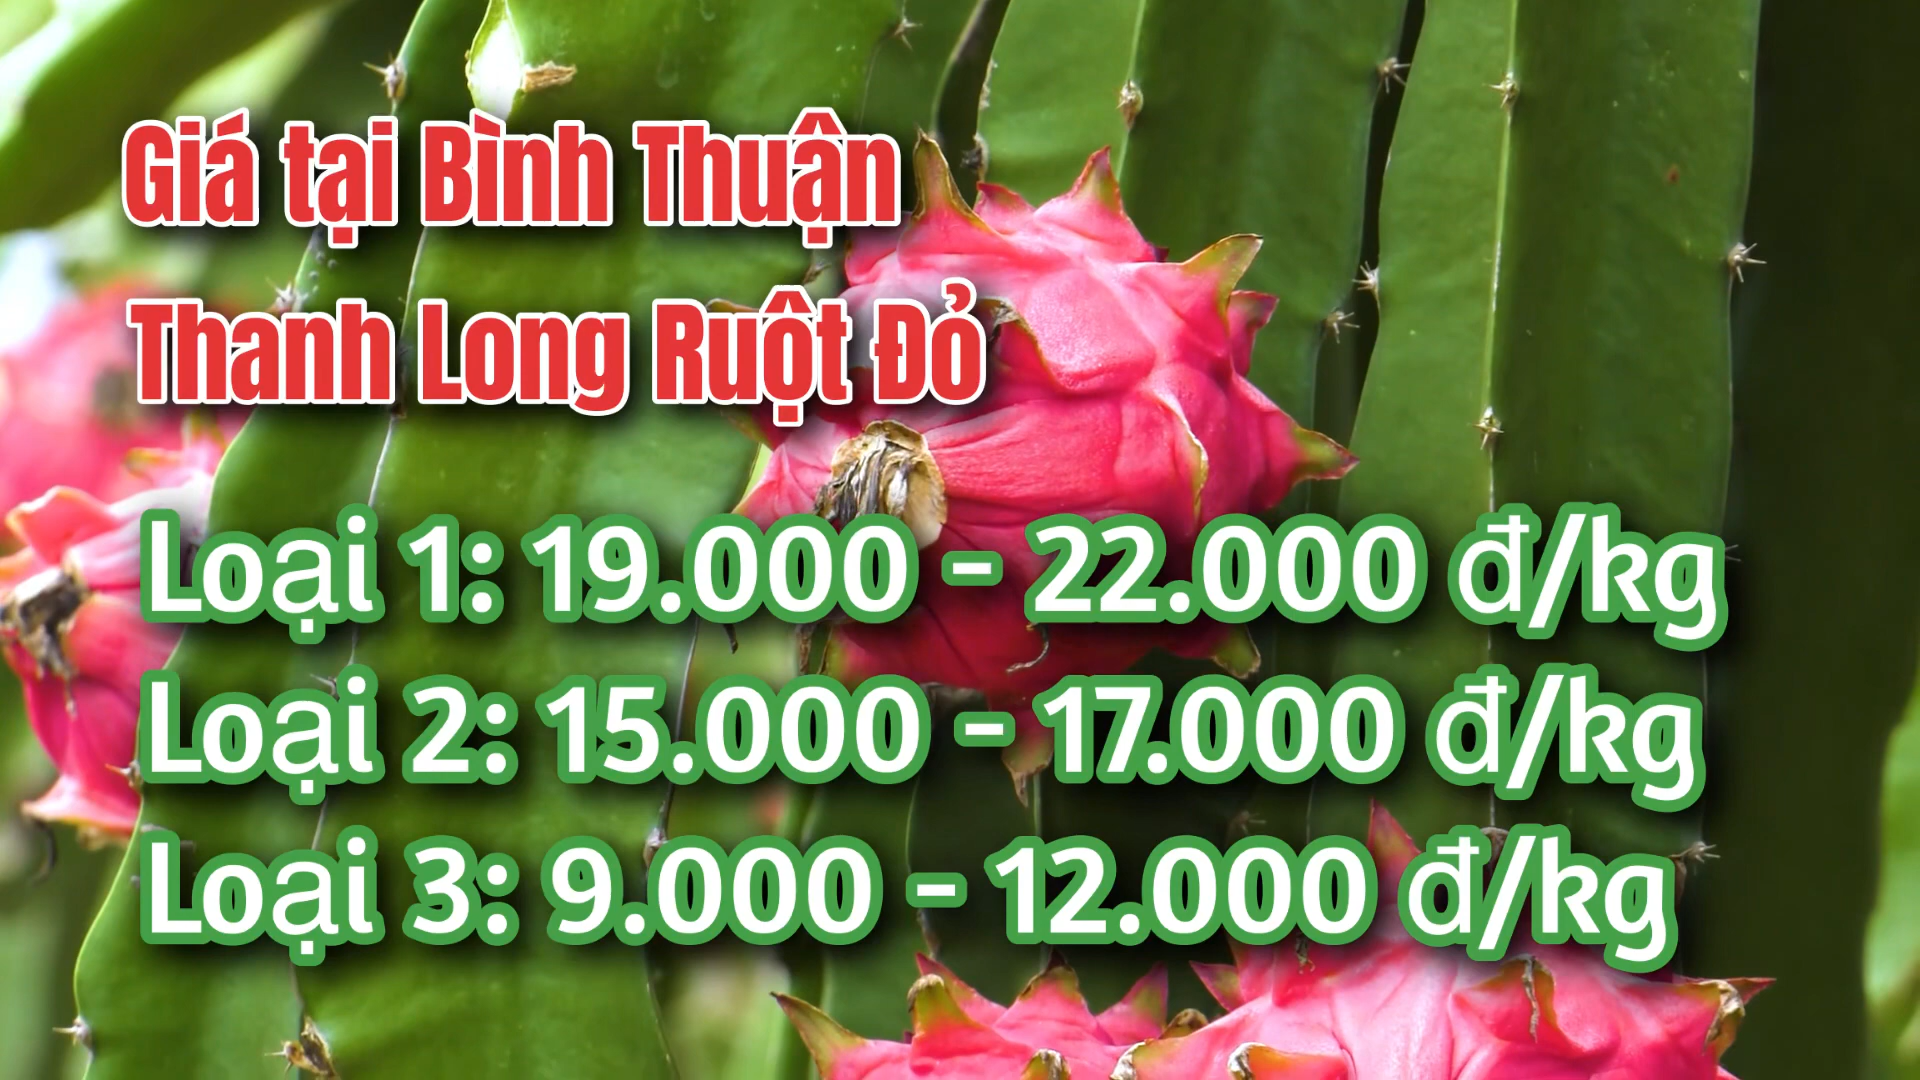 Giá tại Bình Thuận
Thanh Long Ruột Đỏ
Loại 1: 19.000 - 22.000 đ/kg
Loại 2: 15.000 - 17.000 đ/kg
Loại 3: 9.000 - 12.000 đ/kg